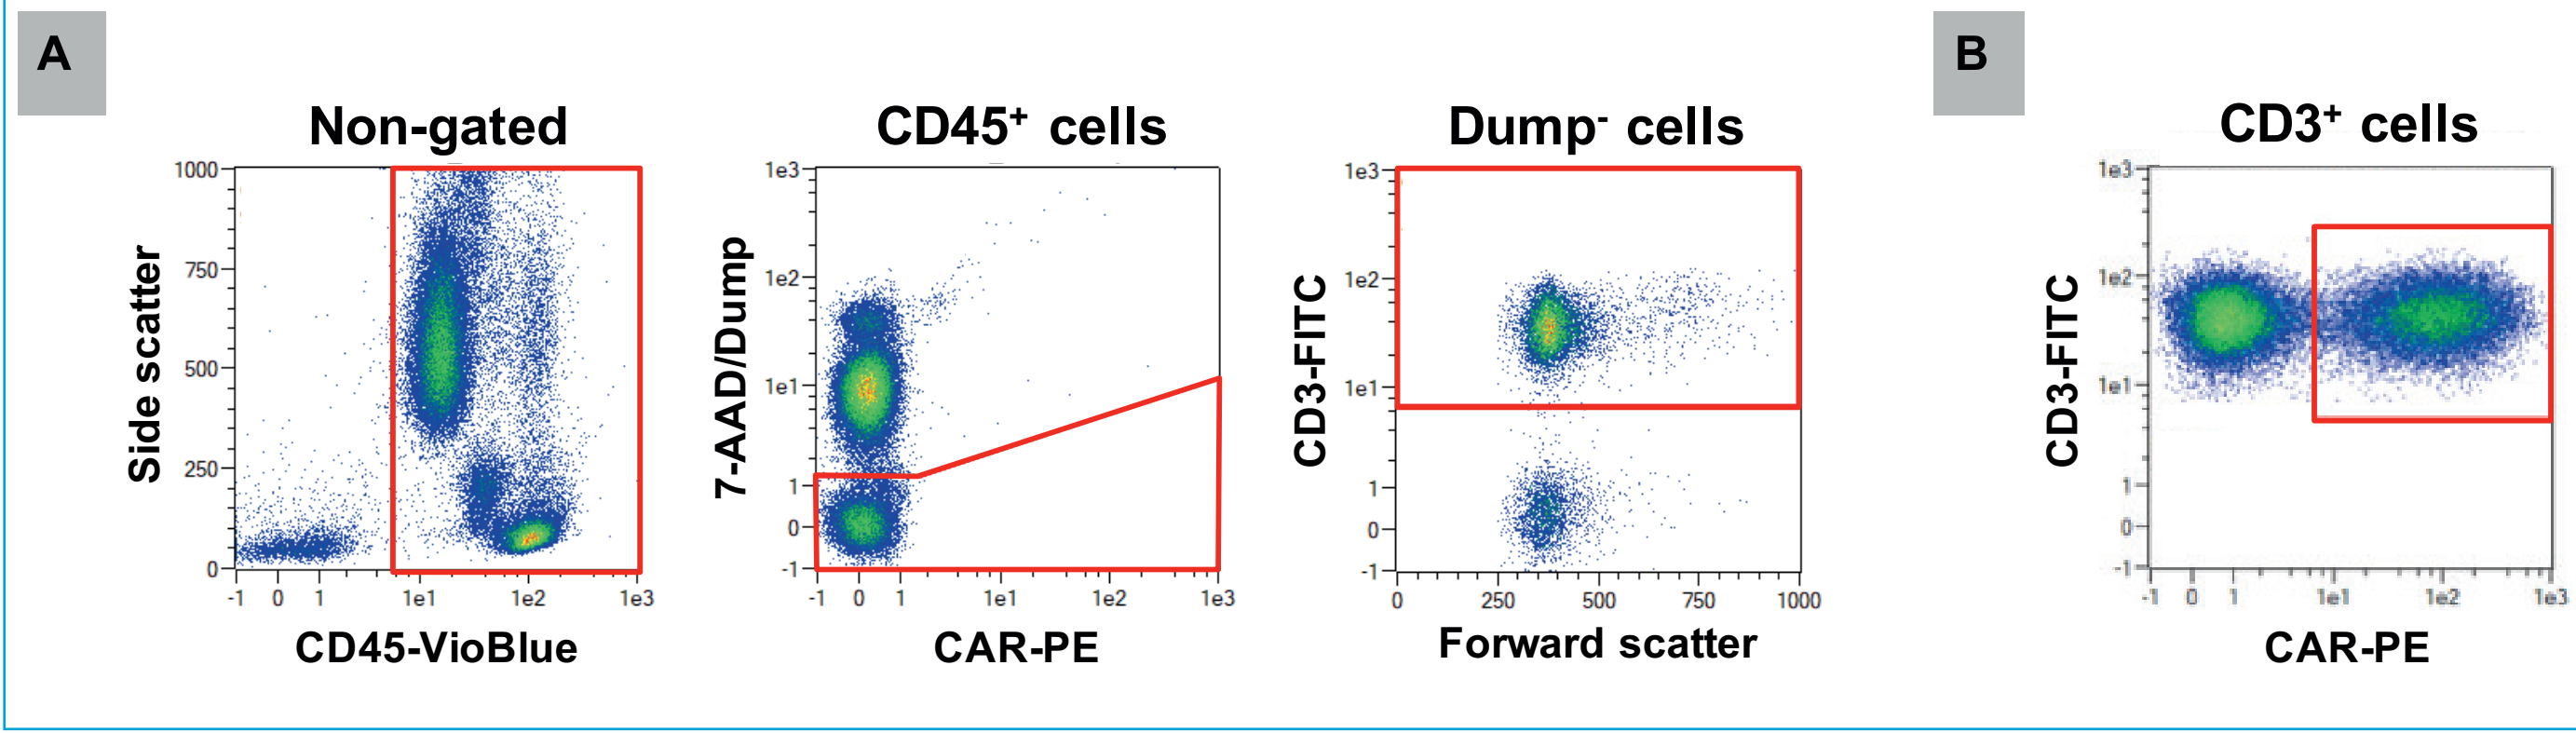 A
B
Non-gated
CD45+ cells
Dump- cells
CD3+ cells
Side scatter
1000
750
500
250
0
-1 0 1 1e1 1e2 1e3
CD45-VioBlue
7-AAD/Dump
1e3
1e2
1e1
1
0
-1
-1 0 1 1e1 1e2 1e3
CAR-PE
CD3-FITC
1e3
1e2
1e1
1
0
-1
0 250 500 750 1000
Forward scatter
CD3-FITC
1e3
1e2
1e1
1
0
-1
-1 0 1 1e1 1e2 1e3
CAR-PE